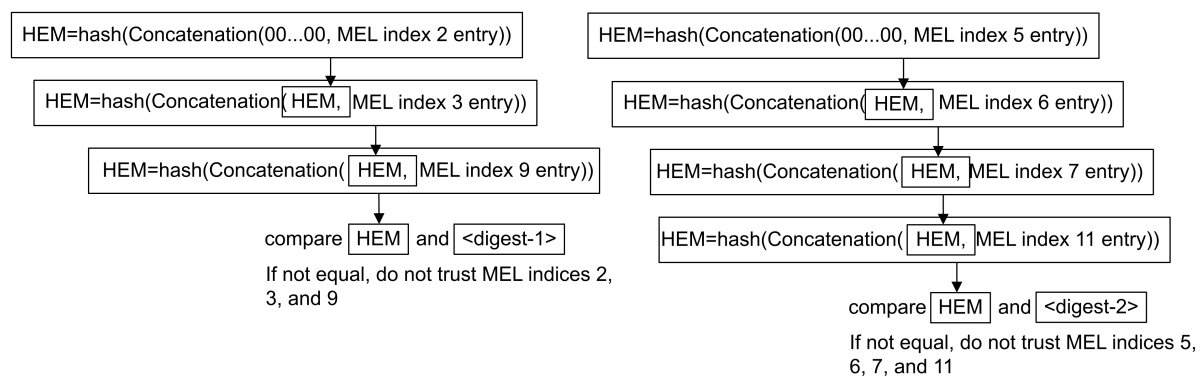 HEM=hash(Concatenation(00...00, MEL index 2 entry))
HEM=hash(Concatenation( HEM, MEL index 3 entry))
HEM=hash(Concatenation( HEM, MEL index 9 entry))
compare HEM and <digest-1>
If not equal, do not trust MEL indices 2,
3, and 9
HEM=hash(Concatenation(00...00, MEL index 5 entry))
HEM=hash(Concatenation( HEM, MEL index 6 entry))
HEM=hash(Concatenation( HEM, MEL index 7 entry))
HEM=hash(Concatenation( HEM, MEL index 11 entry))
compare HEM and <digest-2>
If not equal, do not trust MEL indices 5,
6, 7, and 11